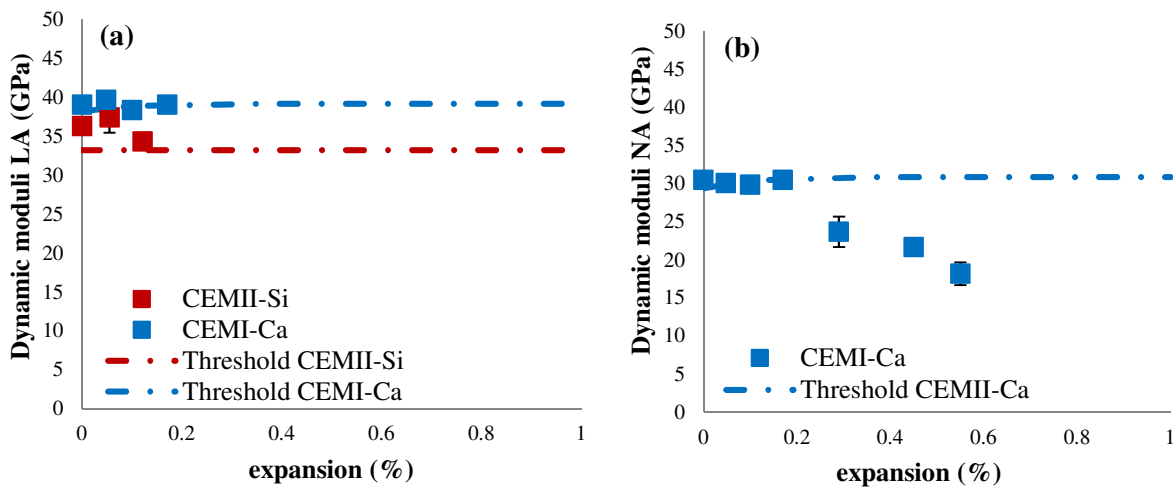 (a)
Dynamic moduli LA (GPa)
50
45
40
35
30
25
20
15
10
5
0
CEMII-Si
CEMI-Ca
Threshold CEMII-Si
Threshold CEMI-Ca
0 0.2 0.4 0.6 0.8 1
expansion (%)
(b)
Dynamic moduli NA (GPa)
50
45
40
35
30
25
20
15
10
5
0
CEMI-Ca
Threshold CEMII-Ca
0 0.2 0.4 0.6 0.8 1
expansion (%)